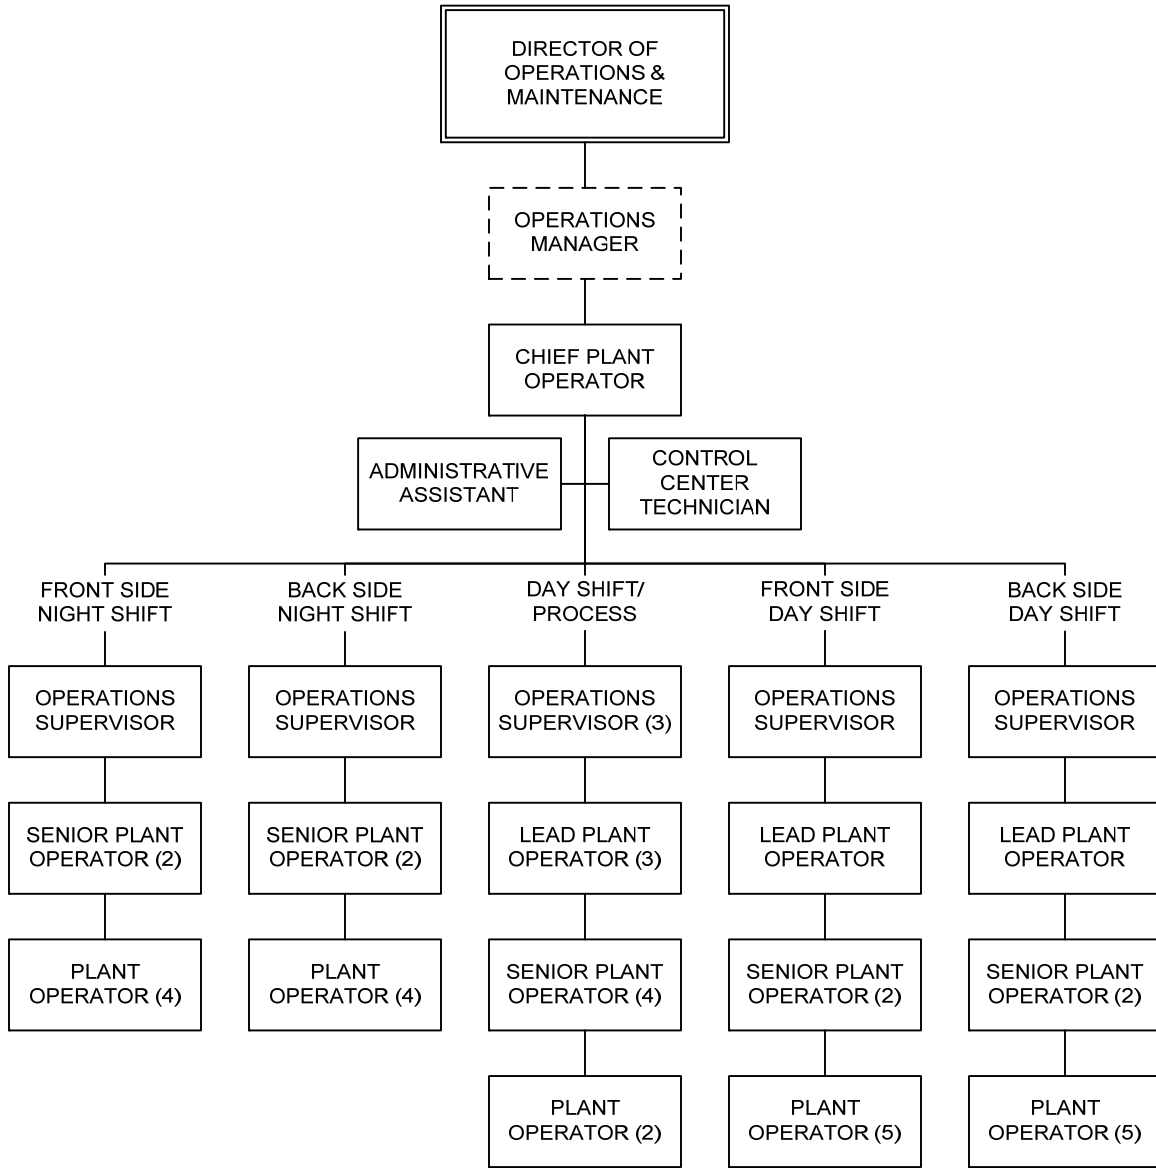 DIRECTOR OF
OPERATIONS &
MAINTENANCE
OPERATIONS
MANAGER
CHIEF PLANT
OPERATOR
ADMINISTRATIVE
ASSISTANT
CONTROL
CENTER
TECHNICIAN
FRONT SIDE
NIGHT SHIFT
BACK SIDE
NIGHT SHIFT
DAY SHIFT/
PROCESS
FRONT SIDE
DAY SHIFT
BACK SIDE
DAY SHIFT
OPERATIONS
SUPERVISOR
OPERATIONS
SUPERVISOR
OPERATIONS
SUPERVISOR (3)
OPERATIONS
SUPERVISOR
OPERATIONS
SUPERVISOR
SENIOR PLANT
OPERATOR (2)
SENIOR PLANT
OPERATOR (2)
LEAD PLANT
OPERATOR (3)
LEAD PLANT
OPERATOR
LEAD PLANT
OPERATOR
PLANT
OPERATOR (4)
PLANT
OPERATOR (4)
SENIOR PLANT
OPERATOR (4)
SENIOR PLANT
OPERATOR (2)
SENIOR PLANT
OPERATOR (2)
PLANT
OPERATOR (2)
PLANT
OPERATOR (5)
PLANT
OPERATOR (5)